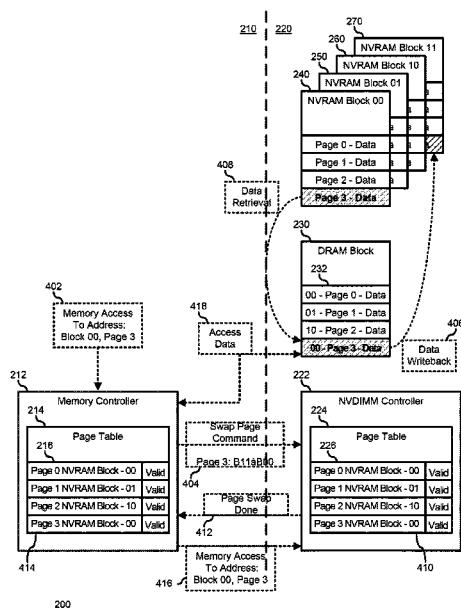 210
220
270
NVRAM Block 11
260
NVRAM Block 10
250
NVRAM Block 01
240
NVRAM Block 00
a
a
a
a
a
Page 0 - Data
a
a
Page 1 - Data
a
Page 2 - Data
Page 3 - Data
408
Data
Retrieval
230
DRAM Block
232
00 - Page 0 - Data
01 - Page 1 - Data
10 - Page 2 - Data
00 - Page 3 - Data
402
Memory Access
To Address:
Block 00, Page 3
418
Access
Data
406
Data
Writeback
212
Memory Controller
214
Page Table
216
Page 0 NVRAM Block - 00 Valid
Page 1 NVRAM Block - 01 Valid
Page 2 NVRAM Block - 10 Valid
Page 3 NVRAM Block - 00 Valid
414
Swap Page
Command
Page 3: B11àB00
404
Page Swap
Done
412
Memory Access
To Address:
Block 00, Page 3
416
222
NVDIMM Controller
224
Page Table
226
Page 0 NVRAM Block - 00 Valid
Page 1 NVRAM Block - 01 Valid
Page 2 NVRAM Block - 10 Valid
Page 3 NVRAM Block - 00 Valid
410
200